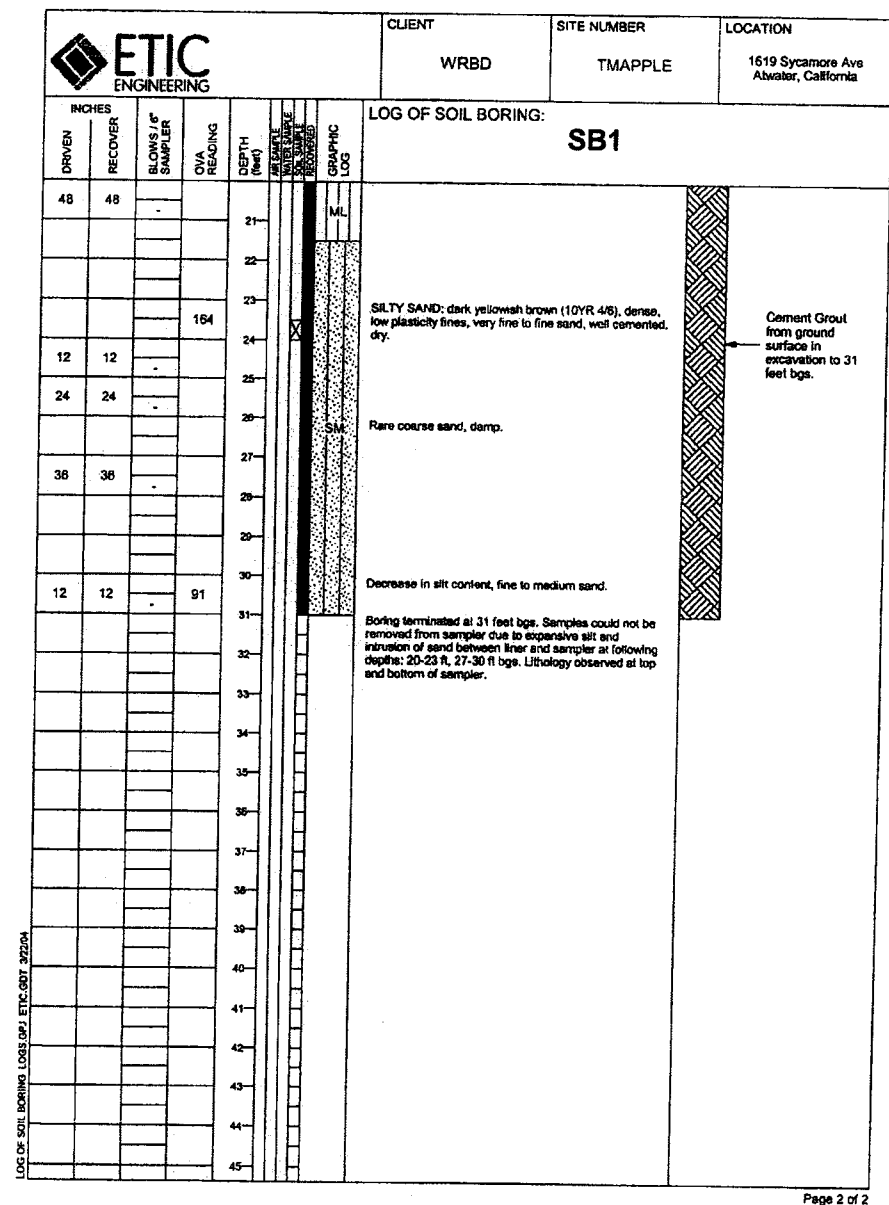 ETIC
ENGINEERING
CLIENT
WRBD
SITE NUMBER
TMAPPLE
LOCATION
1619 Sycamore Ave
Atwater, California
INCHES
DRIVEN
RECOVER
BLOWS / 6"
SAMPLER
OVA
READING
DEPTH
(feet)
AIR SAMPLE
WATER SAMPLE
SOIL SAMPLE
RECOVERED
GRAPHIC
LOG
LOG OF SOIL BORING:
SB1
48 48
ML
21
22
23
164
SILTY SAND: dark yellowish brown (10YR 4/6), dense,
low plasticity fines, very fine to fine sand, well cemented,
dry.
Cement Grout
from ground
surface in
excavation to 31
feet bgs.
24
12 12
25
24 24
26
SM
Rare coarse sand, damp.
27
36 36
28
29
30
Decrease in silt content, fine to medium sand.
12 12 91
31
Boring terminated at 31 feet bgs. Samples could not be
removed from sampler due to expansive silt and
intrusion of sand between liner and sampler at following
depths: 20-23 ft, 27-30 ft bgs. Lithology observed at top
and bottom of sampler.
32
33
34
35
36
37
38
39
40
41
42
43
44
45
LOG OF SOIL BORING LOGS.GPJ ETIC.GDT 3/22/04
Page 2 of 2